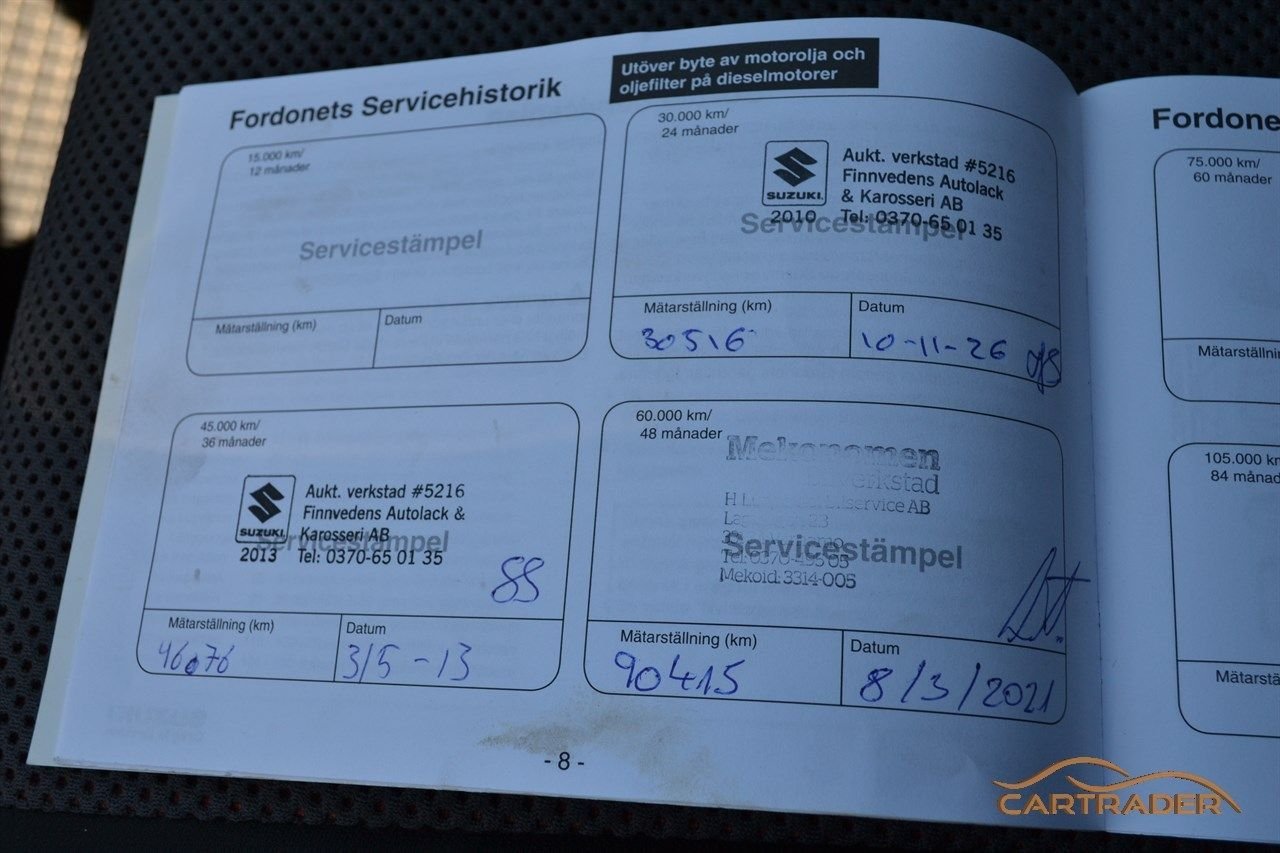 Fordonets Servicehistorik
Utöver byte av motorolja och
oljefilter på dieselmotorer
15.000 km/
12 månader
Servicestämpel
Mätarställning (km)
Datum
30.000 km/
24 månader
SUZUKI
2010
Aukt. verkstad #5216
Finnvedens Autolack
& Karosseri AB
Tel: 0370-65 01 35
Servicestämpel
Mätarställning (km)
30516
Datum
10-11-26
45.000 km/
36 månader
SUZUKI
2013
Aukt. verkstad #5216
Finnvedens Autolack &
Karosseri AB
Tel: 0370-65 01 35
Servicestämpel
SS
Mätarställning (km)
46076
Datum
3/5-13
60.000 km/
48 månader
Mekonomen
verkstad
Bilservice AB
Servicestämpel
Mekoid: 3314-005
Mätarställning (km)
90415
Datum
8/3/2021
- 8 -
Fordone
75.000 km/
60 månader
Mätarställni
105.000 km
84 månad
Mätarstä
CARTRADER